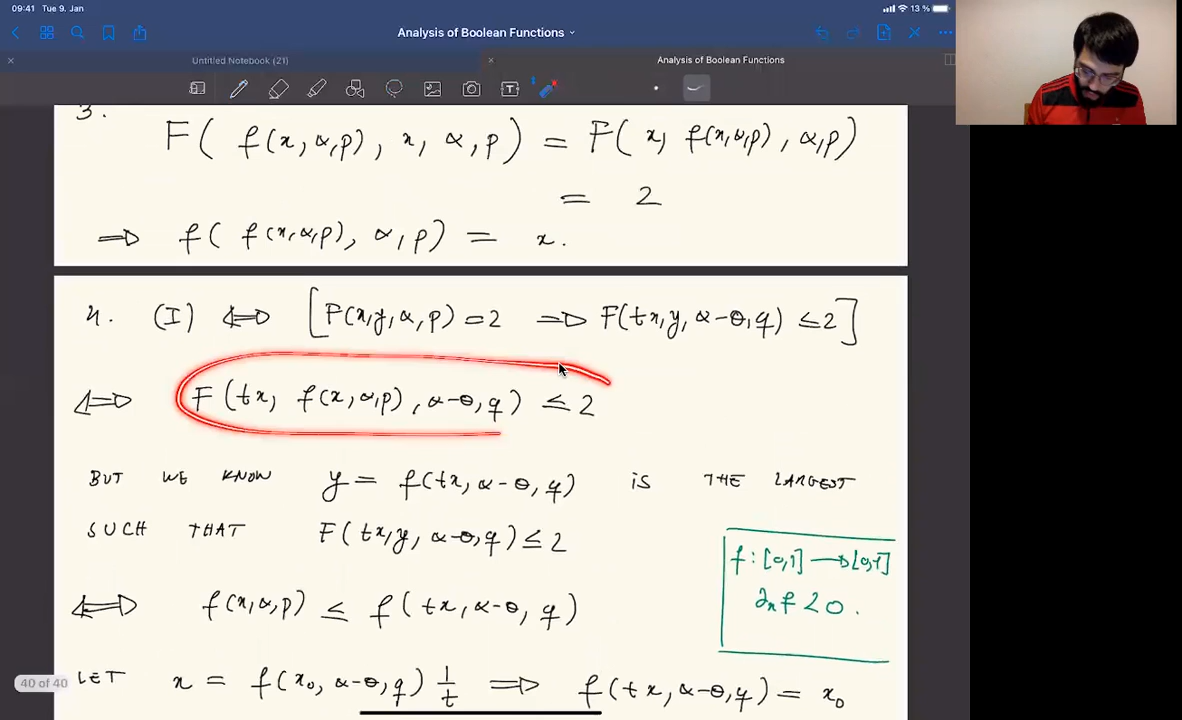 09:41 Tue 9. Jan 13 %
Analysis of Boolean Functions
Untitled Notebook (21)
Analysis of Boolean Functions
3.
F( f(x,α,p), x, α, p) = F( x, f(x,α,p), α,p)
= 2
⟹ f( f(x,α,p), α, p) = x.
4. (I) ⟺ [F(x,y,α,p) = 2 ⟹ F(tx,y, α-θ,q) ≤ 2]
⟺ F(tx, f(x,α,p), α-θ,q) ≤ 2
BUT WE KNOW y = f(tx, α-θ, q) IS THE LARGEST
SUCH THAT F(tx,y, α-θ,q) ≤ 2
f : [0,1] → [0,1]
∂ₓf < 0.
⟺ f(x,α,p) ≤ f(tx, α-θ, q)
40 of 40
LET x = f(x₀, α-θ,q) 1/t ⟹ f(tx, α-θ,q) = x₀